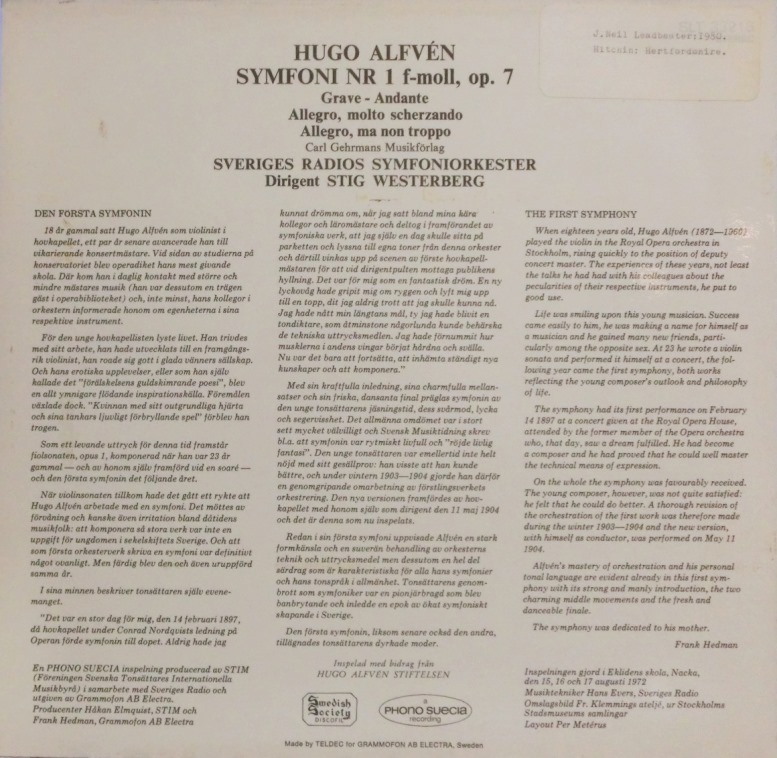 J.Neil Leadbeater:1980.
Hitchin: Hertfordshire.
HUGO ALFVÉN
SYMFONI NR 1 f-moll, op. 7
Grave - Andante
Allegro, molto scherzando
Allegro, ma non troppo
Carl Gehrmans Musikförlag
SVERIGES RADIOS SYMFONIORKESTER
Dirigent STIG WESTERBERG
DEN FÖRSTA SYMFONIN
18 år gammal satt Hugo Alfvén som violinist i
hovkapellet, ett par år senare avancerade han till
vikarierande konsertmästare. Vid sidan av studierna på
konservatoriet blev operadiket hans mest givande
skola. Där kom han i daglig kontakt med större och
mindre mästares musik (han var dessutom en trägen
gäst i operabiblioteket) och, inte minst, hans kolleger i
orkestern informerade honom om egenheterna i sina
respektive instrument.
För den unge hovkapellisten lyste livet. Han trivdes
med sitt arbete, han hade utvecklats till en framgångs-
rik violinist, han roade sig gott i glada vänners sällskap.
Och hans erotiska upplevelser, eller som han själv
kallade det "förälskelsens guldskimrande poesi", blev
en allt ymnigare flödande inspirationskälla. Föremålen
växlade dock. "Kvinnan med sitt outgrundliga hjärta
och sina tankars ljuvligt förbryllande spel" förblev han
trogen.
Som ett levande uttryck för denna tid framstår
fiolsonaten, opus 1, komponerad när han var 23 år
gammal — och av honom själv framförd vid en soaré —
och den första symfonin det följande året.
När violinsonaten tillkom hade det gått ett rykte att
Hugo Alfvén arbetade med en symfoni. Det möttes av
förvåning och kanske även irritation bland dåtidens
musikfolk: att komponera så stora verk var inte en
uppgift för ungdomen i sekelskiftets Sverige. Och att
som första orkesterverk skriva en symfoni var definitivt
något ovanligt. Men färdig blev den och även uruppförd
samma år.
I sina minnen beskriver tonsättaren själv evene-
manget.
"Det var en stor dag för mig, den 14 februari 1897,
då hovkapellet under Conrad Nordqvists ledning på
Operan förde symfonin till dopet. Aldrig hade jag
kunnat drömma om, när jag satt bland mina kära
kollegor och läromästare och deltog i framförandet av
symfoniska verk, att jag själv en dag skulle sitta på
parketten och lyssna till egna toner från denna orkester
och därtill vinkas upp på scenen av förste hovkapell-
mästaren för att vid dirigentpulten mottaga publikens
hyllning. Det var för mig som en fantastisk dröm. En ny
lyckovåg hade gripit mig om ryggen och lyft mig upp
till en topp, dit jag aldrig trott att jag skulle kunna nå.
Jag hade nått min längtans mål, ty jag hade blivit en
tondiktare, som åtminstone någorlunda kunde behärska
de tekniska uttrycksmedlen. Jag hade förnummit hur
musklerna i andens vingar börjat hårdna och svälla.
Nu var det bara att fortsätta, att inhämta ständigt nya
kunskaper och att komponera."
Med sin kraftfulla inledning, sina charmfulla mellan-
satser och sin friska, dansanta final präglas symfonin av
den unge tonsättarens jäsningstid, dess svärmod, lycka
och segervisshet. Det allmänna omdömet var i stort
sett mycket välvilligt och Svensk Musiktidning skrev
bl.a. att symfonin var rytmiskt livfull och "röjde livlig
fantasi". Den unge tonsättaren var emellertid inte helt
nöjd med sitt gesällprov: han visste att han kunde
bättre, och under vintern 1903—1904 gjorde han därför
en genomgripande omarbetning av förstlingsverkets
orkestrering. Den nya versionen framfördes av hov-
kapellet med honom själv som dirigent den 11 maj 1904
och det är denna som nu inspelats.
Redan i sin första symfoni uppvisade Alfvén en stark
formkänsla och en suverän behandling av orkesterns
teknik och uttrycksmedel men dessutom en hel del
särdrag som är karakteristiska för alla hans symfonier
och hans tonspråk i allmänhet. Tonsättarens genom-
brott som symfoniker var en pionjärbragd som blev
banbrytande och inledde en epok av ökat symfoniskt
skapande i Sverige.
Den första symfonin, liksom senare också den andra,
tillägnades tonsättarens dyrkade moder.
Inspelad med bidrag från
HUGO ALFVÉN STIFTELSEN
THE FIRST SYMPHONY
When eighteen years old, Hugo Alfvén (1872—1960)
played the violin in the Royal Opera orchestra in
Stockholm, rising quickly to the position of deputy
concert master. The experiences of these years, not least
the talks he had had with his colleagues about the
pecularities of their respective instruments, he put to
good use.
Life was smiling upon this young musician. Success
came easily to him, he was making a name for himself as
a musician and he gained many new friends, parti-
cularly among the opposite sex. At 23 he wrote a violin
sonata and performed it himself at a concert, the fol-
lowing year came the first symphony, both works
reflecting the young composer's outlook and philosophy
of life.
The symphony had its first performance on February
14 1897 at a concert given at the Royal Opera House,
attended by the former member of the Opera orchestra
who, that day, saw a dream fulfilled. He had become
a composer and he had proved that he could well master
the technical means of expression.
On the whole the symphony was favourably received.
The young composer, however, was not quite satisfied:
he felt that he could do better. A thorough revision of
the orchestration of the first work was therefore made
during the winter 1903—1904 and the new version,
with himself as conductor, was performed on May 11
1904.
Alfvén's mastery of orchestration and his personal
tonal language are evident already in this first sym-
phony with its strong and manly introduction, the two
charming middle movements and the fresh and
danceable finale.
The symphony was dedicated to his mother.
Frank Hedman
En PHONO SUECIA inspelning producerad av STIM
(Föreningen Svenska Tonsättares Internationella
Musikbyrå) i samarbete med Sveriges Radio och
utgiven av Grammofon AB Electra.
Producenter Håkan Elmquist, STIM och
Frank Hedman, Grammofon AB Electra
Swedish
Society
DISCOFIL
a
PHONO SUECIA
recording
Inspelningen gjord i Eklidens skola, Nacka,
den 15, 16 och 17 augusti 1972
Musiktekniker Hans Evers, Sveriges Radio
Omslagsbild Fr. Klemmings ateljé, ur Stockholms
Stadsmuseums samlingar
Layout Per Metérus
Made by TELDEC for GRAMMOFON AB ELECTRA, Sweden